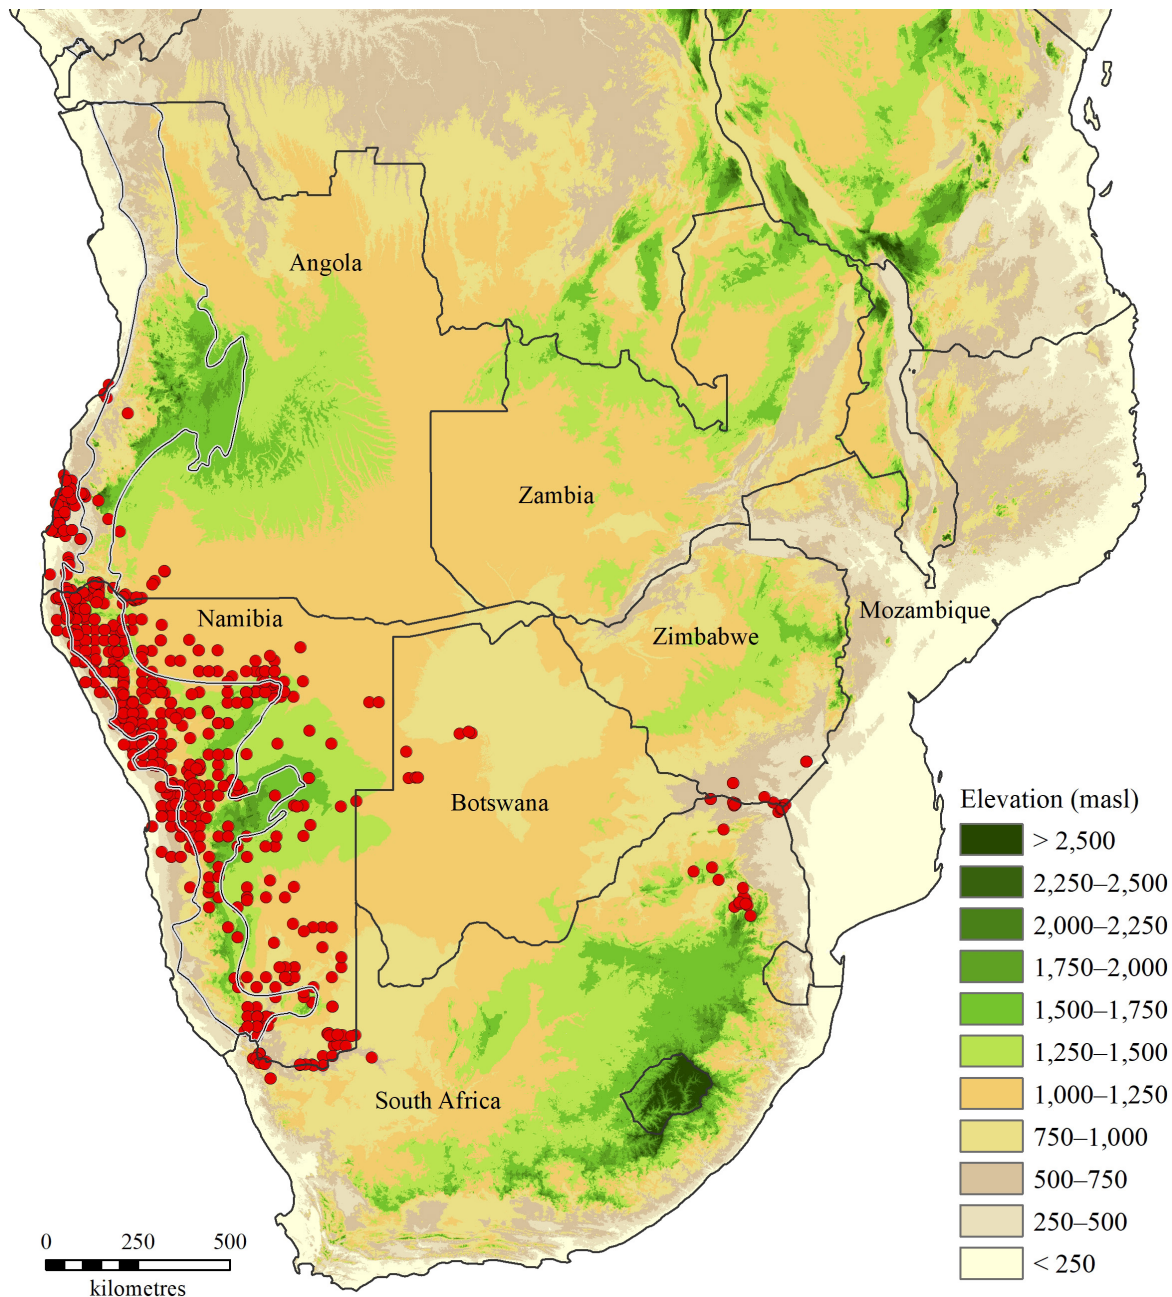 Angola
Zambia
Namibia
Mozambique
Zimbabwe
Botswana
South Africa
Elevation (masl)
> 2,500
2,250–2,500
2,000–2,250
1,750–2,000
1,500–1,750
1,250–1,500
1,000–1,250
750–1,000
500–750
250–500
< 250
0 250 500
kilometres